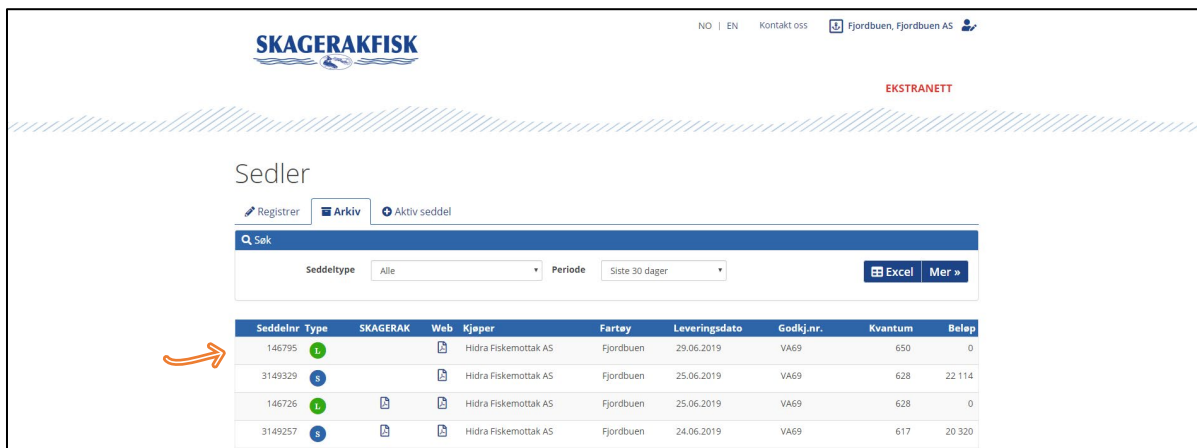 NO | EN Kontakt oss Fjordbuen, Fjordbuen AS
SKAGERAKFISK
EKSTRANETT
Sedler
Registrer Arkiv Aktiv seddel
Søk
Seddeltype Alle Periode Siste 30 dager Excel Mer »
Seddelnr Type SKAGERAK Web Kjøper Fartøy Leveringsdato Godkj.nr. Kvantum Beløp
146795 L Hidra Fiskemottak AS Fjordbuen 29.06.2019 VA69 650 0
3149329 S Hidra Fiskemottak AS Fjordbuen 25.06.2019 VA69 628 22 114
146726 L Hidra Fiskemottak AS Fjordbuen 25.06.2019 VA69 628 0
3149257 S Hidra Fiskemottak AS Fjordbuen 24.06.2019 VA69 617 20 320